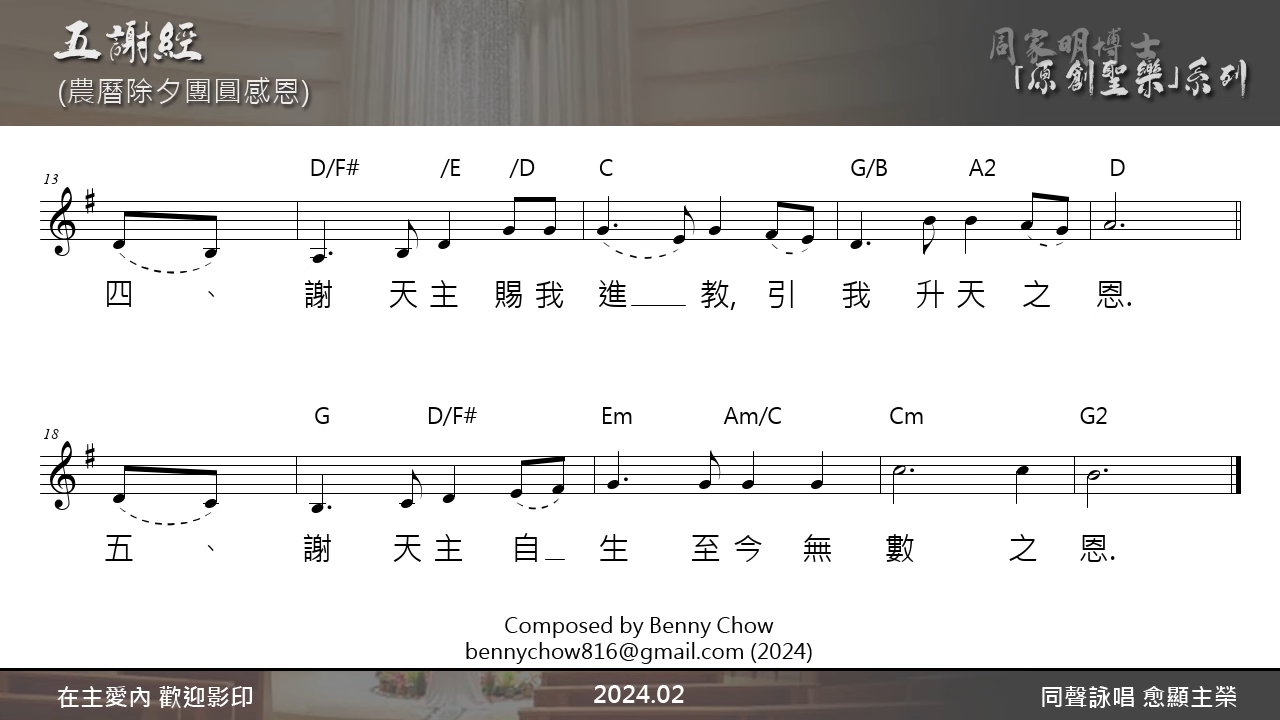 五謝經
(農曆除夕團圓感恩)
周家明博士
「原創聖樂」系列
13
D/F# /E /D C G/B A2 D
四、謝天主賜我進__教, 引我升天之恩.
18
G D/F# Em Am/C Cm G2
五、謝天主自_生至今無數之恩.
Composed by Benny Chow
bennychow816@gmail.com (2024)
在主愛內 歡迎影印
2024.02
同聲詠唱 愈顯主榮